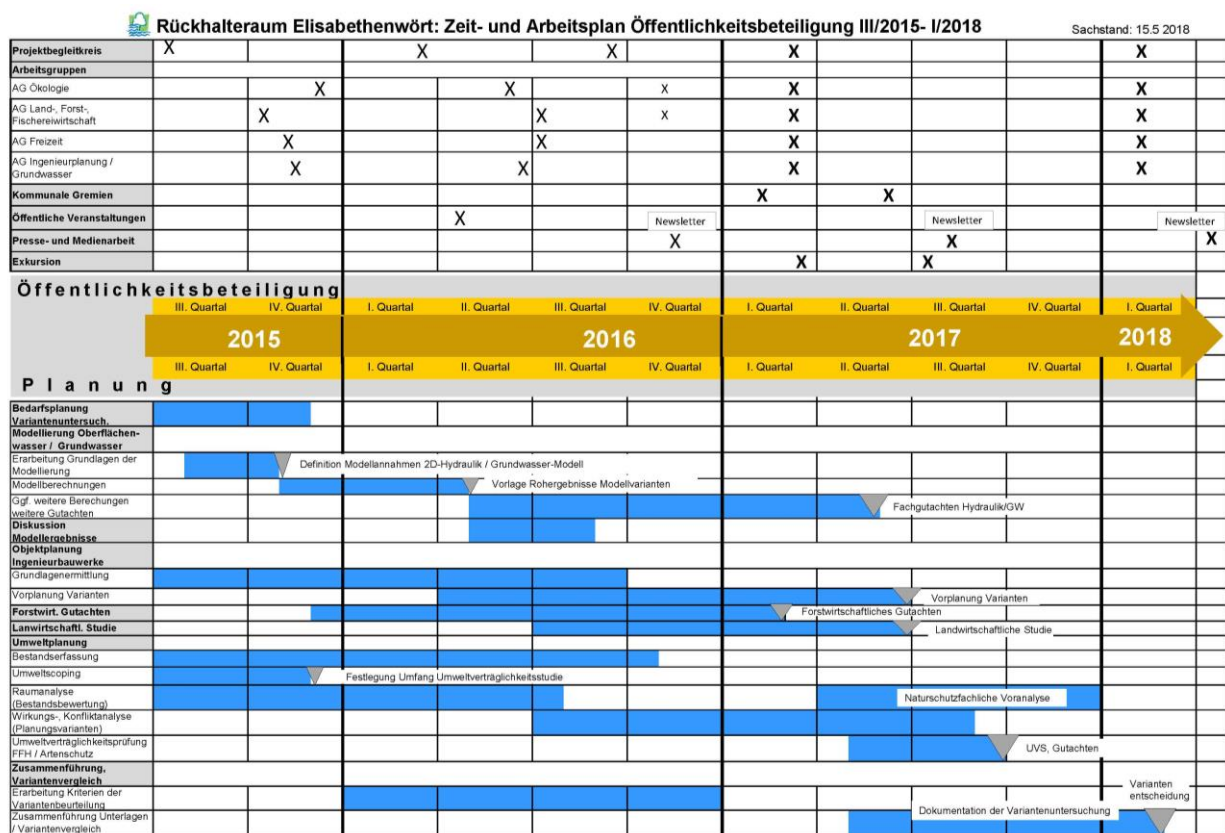 Rückhalteraum Elisabethenwört: Zeit- und Arbeitsplan Öffentlichkeitsbeteiligung III/2015- I/2018
Sachstand: 15.5 2018
Projektbegleitkreis X X X X X
Arbeitsgruppen
AG Ökologie X X x X X
AG Land-, Forst-,
Fischereiwirtschaft X X x X X
AG Freizeit X X X X
AG Ingenieurplanung /
Grundwasser X X X X
Kommunale Gremien X X
Öffentliche Veranstaltungen X Newsletter Newsletter Newsletter
Presse- und Medienarbeit X X X
Exkursion X X
Öffentlichkeitsbeteiligung
III. Quartal IV. Quartal I. Quartal II. Quartal III. Quartal IV. Quartal I. Quartal II. Quartal III. Quartal IV. Quartal I. Quartal
2015 2016 2017 2018
III. Quartal IV. Quartal I. Quartal II. Quartal III. Quartal IV. Quartal I. Quartal II. Quartal III. Quartal IV. Quartal I. Quartal
Planung
Bedarfsplanung
Variantenuntersuch.
Modellierung Oberflächen-
wasser / Grundwasser
Erarbeitung Grundlagen der
Modellierung
Definition Modellannahmen 2D-Hydraulik / Grundwasser-Modell
Modellberechnungen
Vorlage Rohergebnisse Modellvarianten
Ggf. weitere Berechungen
weitere Gutachten
Fachgutachten Hydraulik/GW
Diskussion
Modellergebnisse
Objektplanung
Ingenieurbauwerke
Grundlagenermittlung
Vorplanung Varianten
Vorplanung Varianten
Forstwirt. Gutachten
Forstwirtschaftliches Gutachten
Lanwirtschaftl. Studie
Landwirtschaftliche Studie
Umweltplanung
Bestandserfassung
Umweltscoping
Festlegung Umfang Umweltverträglichkeitsstudie
Raumanalyse
(Bestandsbewertung)
Naturschutzfachliche Voranalyse
Wirkungs-, Konfliktanalyse
(Planungsvarianten)
Umweltverträglichkeitsprüfung
FFH / Artenschutz
UVS, Gutachten
Zusammenführung,
Variantenvergleich
Erarbeitung Kriterien der
Variantenbeurteilung
Varianten
entscheidung
Zusammenführung Unterlagen
/ Variantenvergleich
Dokumentation der Variantenuntersuchung